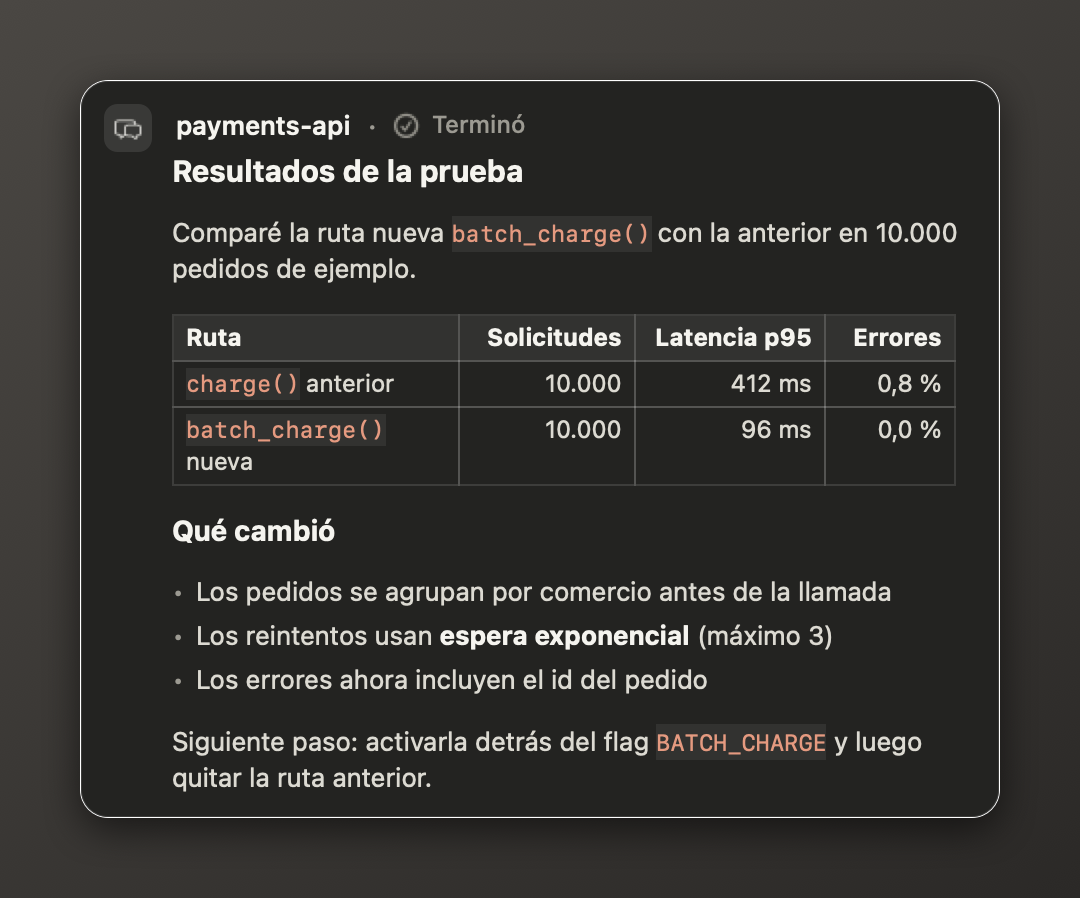 payments-api · Terminó
Resultados de la prueba
Comparé la ruta nueva batch_charge() con la anterior en 10.000
pedidos de ejemplo.
Ruta Solicitudes Latencia p95 Errores
charge() anterior 10.000 412 ms 0,8 %
batch_charge() 10.000 96 ms 0,0 %
nueva
Qué cambió
• Los pedidos se agrupan por comercio antes de la llamada
• Los reintentos usan espera exponencial (máximo 3)
• Los errores ahora incluyen el id del pedido
Siguiente paso: activarla detrás del flag BATCH_CHARGE y luego
quitar la ruta anterior.